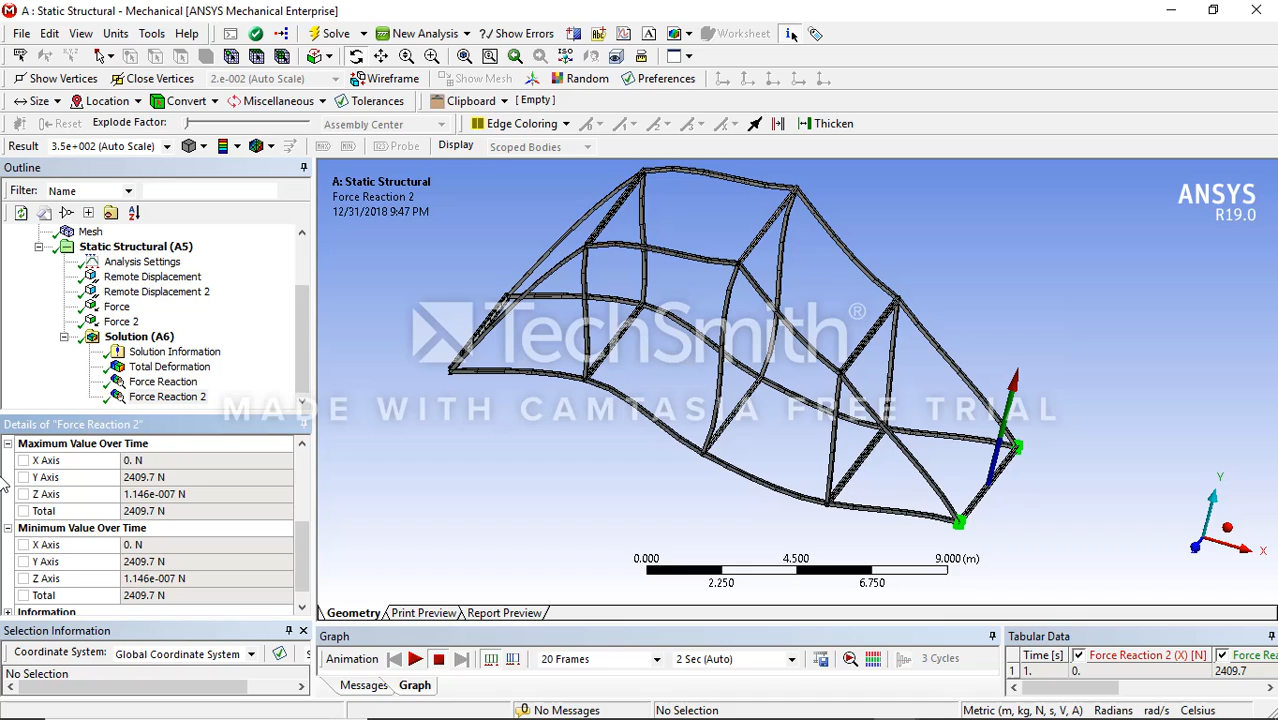 A : Static Structural - Mechanical [ANSYS Mechanical Enterprise]
File Edit View Units Tools Help Solve New Analysis ?/ Show Errors A Worksheet i
Show Vertices Close Vertices 2.e-002 (Auto Scale) Wireframe Show Mesh Random Preferences
Size Location Convert Miscellaneous Tolerances Clipboard [ Empty ]
Reset Explode Factor: Assembly Center Edge Coloring Thicken
Result 3.5e+002 (Auto Scale) Probe Display Scoped Bodies
Outline
Filter: Name
Mesh
Static Structural (A5)
Analysis Settings
Remote Displacement
Remote Displacement 2
Force
Force 2
Solution (A6)
Solution Information
Total Deformation
Force Reaction
Force Reaction 2
Details of "Force Reaction 2"
Maximum Value Over Time
X Axis 0. N
Y Axis 2409.7 N
Z Axis 1.146e-007 N
Total 2409.7 N
Minimum Value Over Time
X Axis 0. N
Y Axis 2409.7 N
Z Axis 1.146e-007 N
Total 2409.7 N
Information
Selection Information
Coordinate System: Global Coordinate System
No Selection
A: Static Structural
Force Reaction 2
12/31/2018 9:47 PM
ANSYS
R19.0
TechSmith®
MADE WITH CAMTASIA FREE TRIAL
Y
X
0.000 4.500 9.000 (m)
2.250 6.750
Geometry Print Preview Report Preview
Graph
Animation 20 Frames 2 Sec (Auto) 3 Cycles
Messages Graph
Tabular Data
Time [s] Force Reaction 2 (X) [N] Force Rea
1 1. 0. 2409.7
No Messages No Selection Metric (m, kg, N, s, V, A) Radians rad/s Celsius